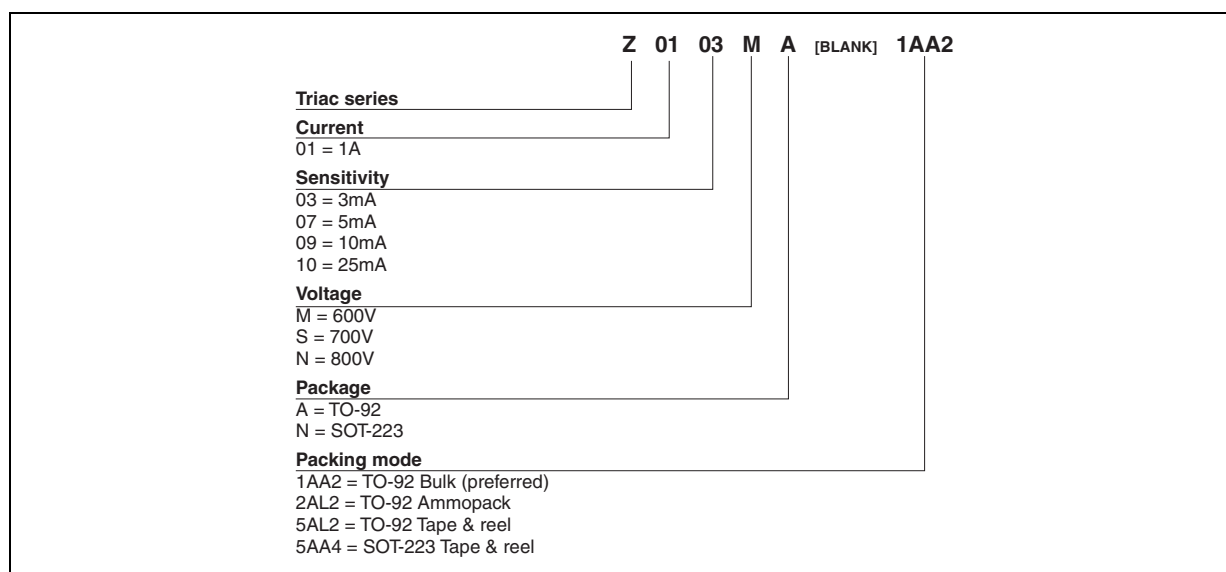 Z 01 03 M A [BLANK] 1AA2
Triac series
Current
01 = 1A
Sensitivity
03 = 3mA
07 = 5mA
09 = 10mA
10 = 25mA
Voltage
M = 600V
S = 700V
N = 800V
Package
A = TO-92
N = SOT-223
Packing mode
1AA2 = TO-92 Bulk (preferred)
2AL2 = TO-92 Ammopack
5AL2 = TO-92 Tape & reel
5AA4 = SOT-223 Tape & reel